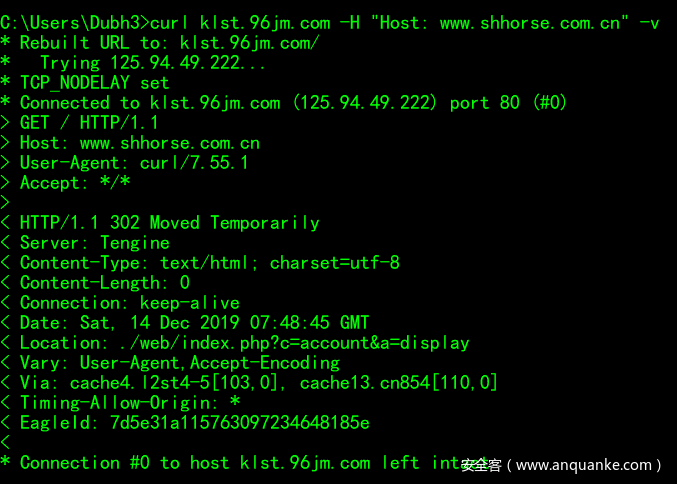 C:\Users\Dubh3>curl klst.96jm.com -H "Host: www.shhorse.com.cn" -v
* Rebuilt URL to: klst.96jm.com/
*   Trying 125.94.49.222...
* TCP_NODELAY set
* Connected to klst.96jm.com (125.94.49.222) port 80 (#0)
> GET / HTTP/1.1
> Host: www.shhorse.com.cn
> User-Agent: curl/7.55.1
> Accept: */*
>
< HTTP/1.1 302 Moved Temporarily
< Server: Tengine
< Content-Type: text/html; charset=utf-8
< Content-Length: 0
< Connection: keep-alive
< Date: Sat, 14 Dec 2019 07:48:45 GMT
< Location: ./web/index.php?c=account&a=display
< Vary: User-Agent,Accept-Encoding
< Via: cache4.l2st4-5[103,0], cache13.cn854[110,0]
< Timing-Allow-Origin: *
< EagleId: 7d5e31a115763097234648185e
<
* Connection #0 to host klst.96jm.com left intact
安全客（www.anquanke.com）